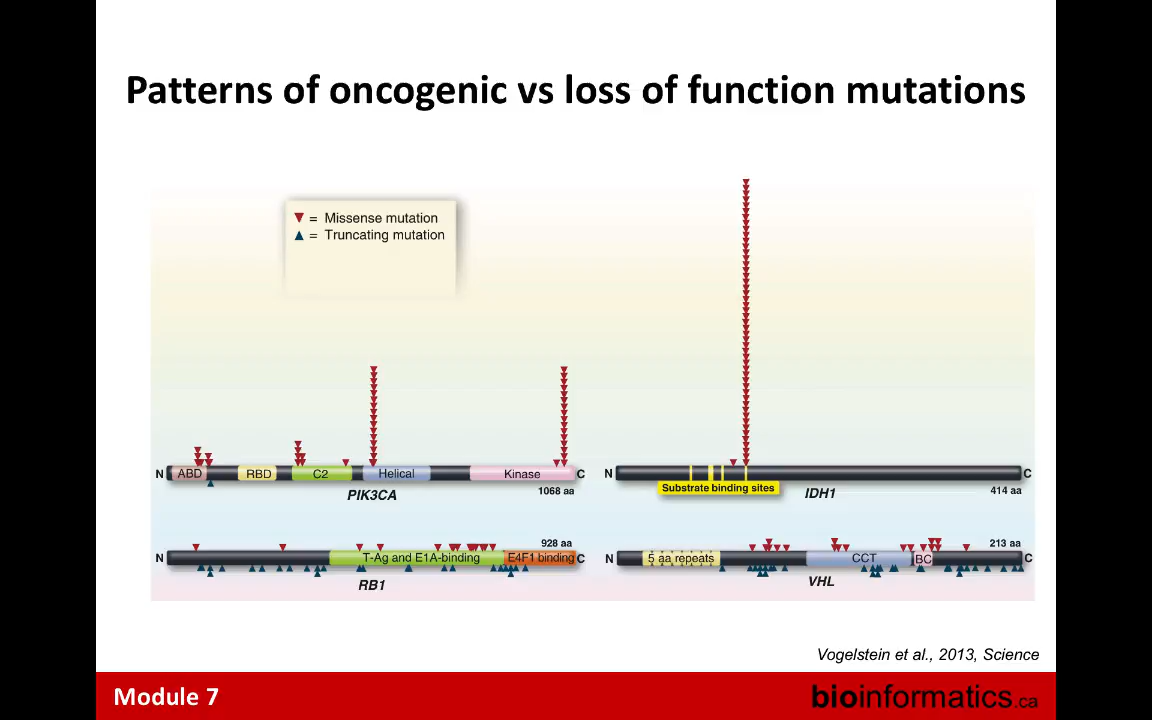 Patterns of oncogenic vs loss of function mutations
= Missense mutation
= Truncating mutation
N ABD RBD C2 Helical Kinase C
PIK3CA
1068 aa
N C
Substrate binding sites
IDH1
414 aa
928 aa
N T-Ag and E1A-binding E4F1 binding C
RB1
213 aa
N 5 aa repeats CCT BC C
VHL
Vogelstein et al., 2013, Science
Module 7
bioinformatics.ca